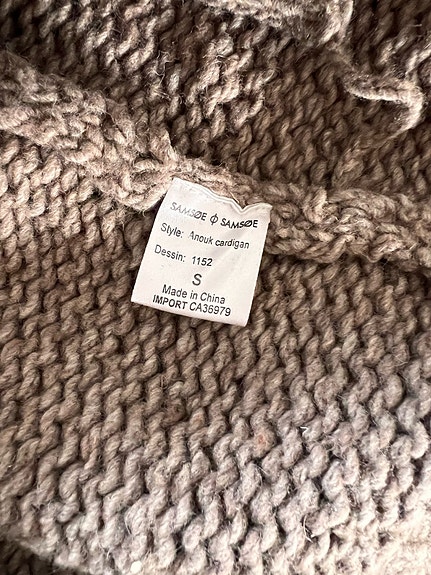 SAMSØE ϕ SAMSØE
Style: Anouk cardigan
Dessin: 1152
S
Made in China
IMPORT CA36979